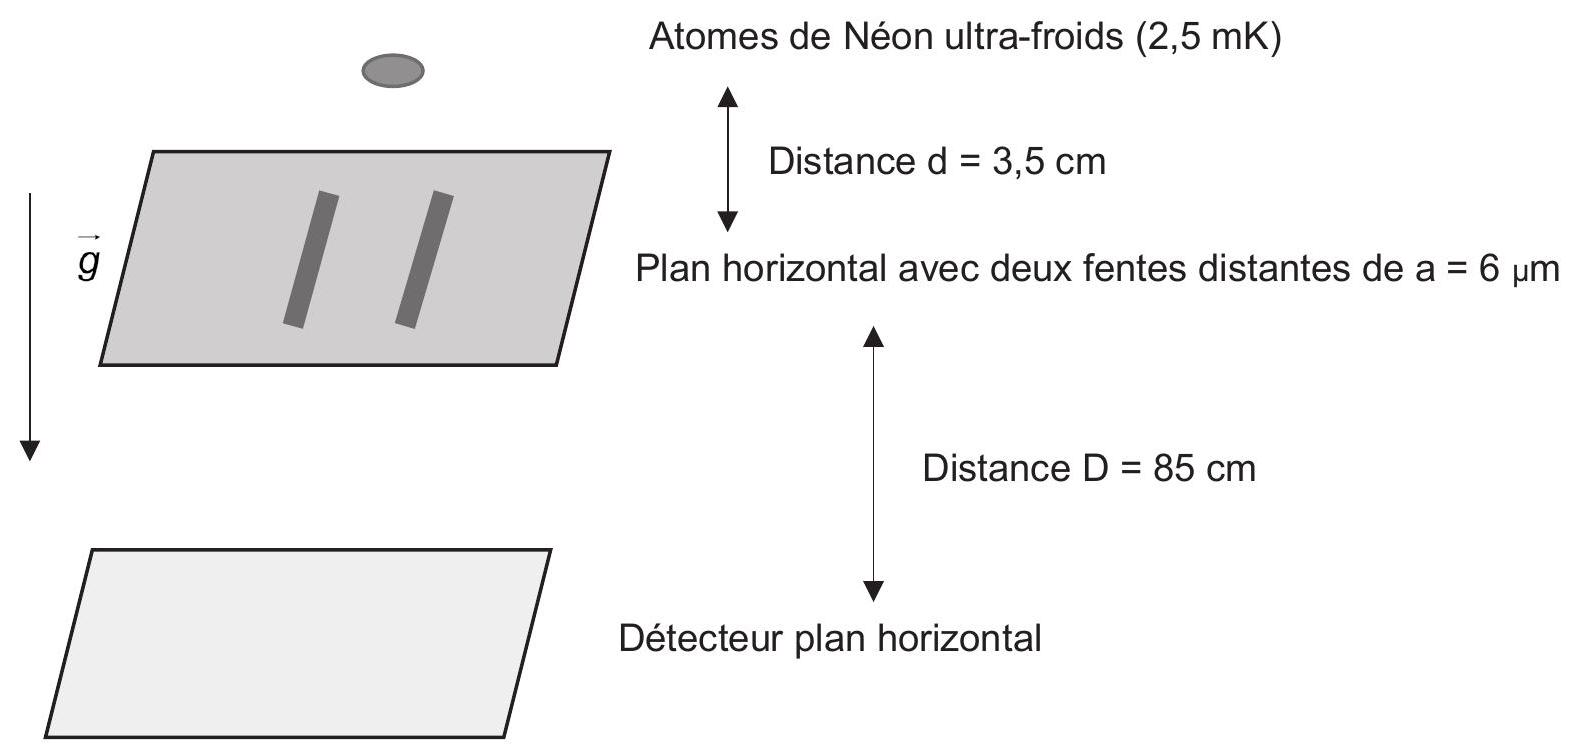 Atomes de Néon ultra-froids (2,5 mK)
Distance d = 3,5 cm
g
Plan horizontal avec deux fentes distantes de a = 6 μm
Distance D = 85 cm
Détecteur plan horizontal